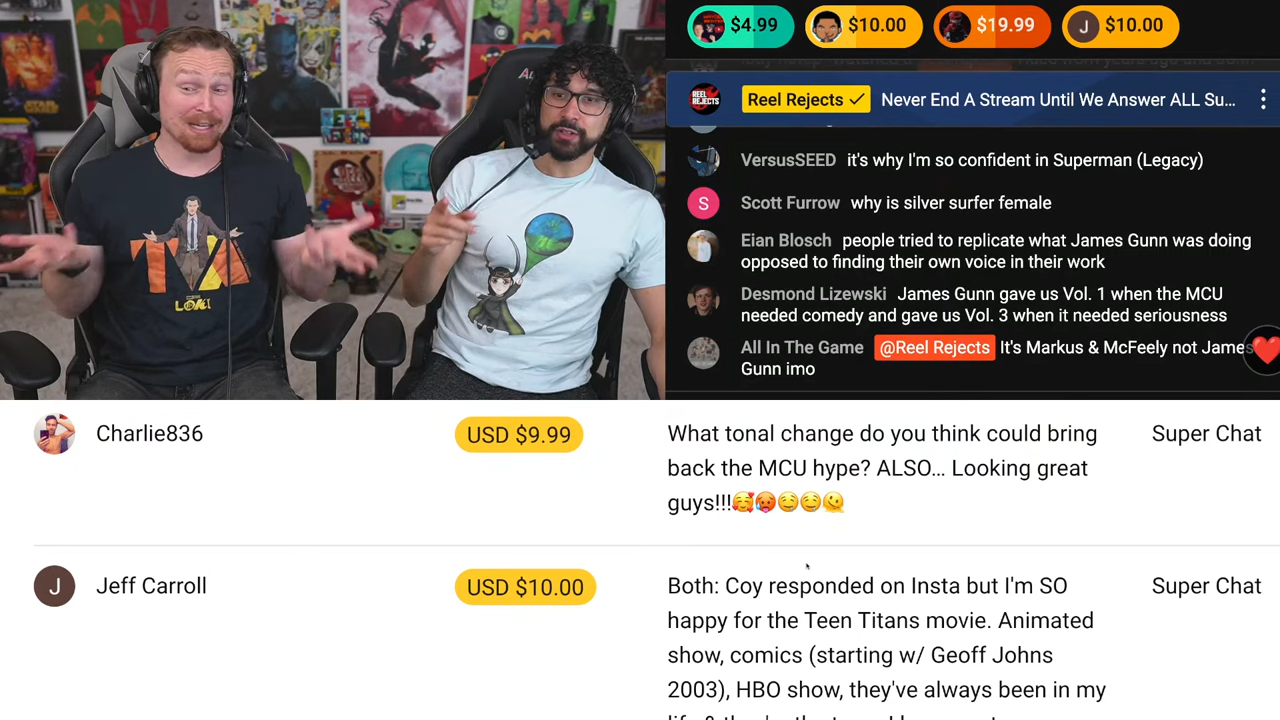 TVA
LOKI
$4.99
$10.00
$19.99
J $10.00
REEL REJECTS Reel Rejects Never End A Stream Until We Answer ALL Su...
VersusSEED it's why I'm so confident in Superman (Legacy)
S Scott Furrow why is silver surfer female
Eian Blosch people tried to replicate what James Gunn was doing
opposed to finding their own voice in their work
Desmond Lizewski James Gunn gave us Vol. 1 when the MCU
needed comedy and gave us Vol. 3 when it needed seriousness
All In The Game @Reel Rejects It's Markus & McFeely not James
Gunn imo
Charlie836 USD $9.99 What tonal change do you think could bring Super Chat
back the MCU hype? ALSO... Looking great
guys!!!🥰🥵🤤🤤🫠
J Jeff Carroll USD $10.00 Both: Coy responded on Insta but I'm SO Super Chat
happy for the Teen Titans movie. Animated
show, comics (starting w/ Geoff Johns
2003), HBO show, they've always been in my